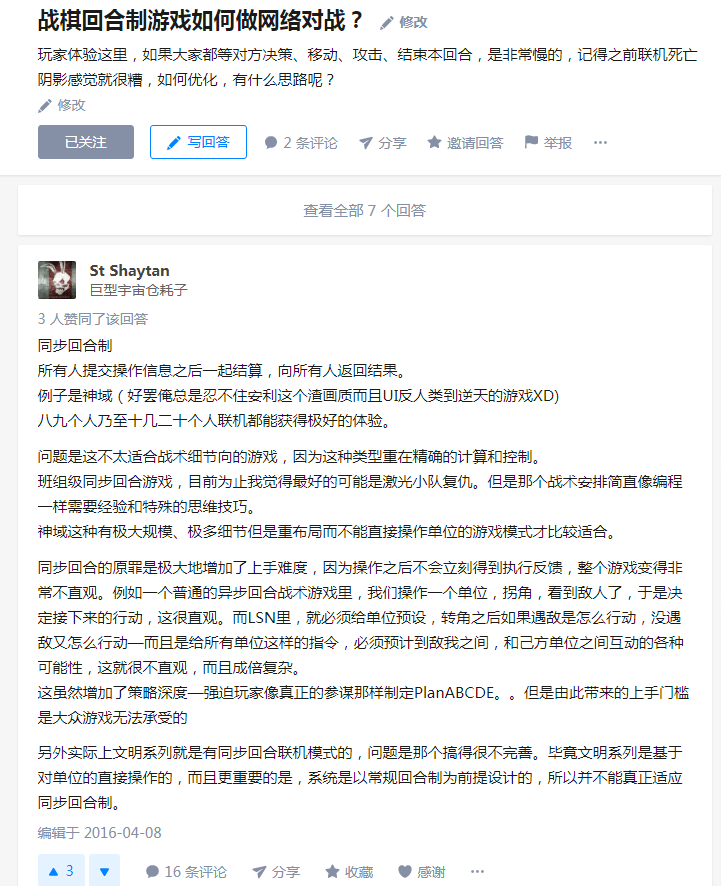 战棋回合制游戏如何做网络对战？ 修改
玩家体验这里，如果大家都等对方决策、移动、攻击、结束本回合，是非常慢的，记得之前联机死亡
阴影感觉就很糟，如何优化，有什么思路呢？
修改
已关注 写回答 2 条评论 分享 邀请回答 举报 ···
查看全部 7 个回答
St Shaytan
巨型宇宙仓耗子
3 人赞同了该回答
同步回合制
所有人提交操作信息之后一起结算，向所有人返回结果。
例子是神域（好罢俺总是忍不住安利这个渣画质而且UI反人类到逆天的游戏XD)
八九个人乃至十几二十个人联机都能获得极好的体验。
问题是这不太适合战术细节向的游戏，因为这种类型重在精确的计算和控制。
班组级同步回合游戏，目前为止我觉得最好的可能是激光小队复仇。但是那个战术安排简直像编程
一样需要经验和特殊的思维技巧。
神域这种有极大规模、极多细节但是重布局而不能直接操作单位的游戏模式才比较适合。
同步回合的原罪是极大地增加了上手难度，因为操作之后不会立刻得到执行反馈，整个游戏变得非
常不直观。例如一个普通的异步回合战术游戏里，我们操作一个单位，拐角，看到敌人了，于是决
定接下来的行动，这很直观。而LSN里，就必须给单位预设，转角之后如果遇敌是怎么行动，没遇
敌又怎么行动—而且是给所有单位这样的指令，必须预计到敌我之间，和己方单位之间互动的各种
可能性，这就很不直观，而且成倍复杂。
这虽然增加了策略深度—强迫玩家像真正的参谋那样制定PlanABCDE。。但是由此带来的上手门槛
是大众游戏无法承受的
另外实际上文明系列就是有同步回合联机模式的，问题是那个搞得很不完善。毕竟文明系列是基于
对单位的直接操作的，而且更重要的是，系统是以常规回合制为前提设计的，所以并不能真正适应
同步回合制。
编辑于 2016-04-08
3 16 条评论 分享 收藏 感谢 ···